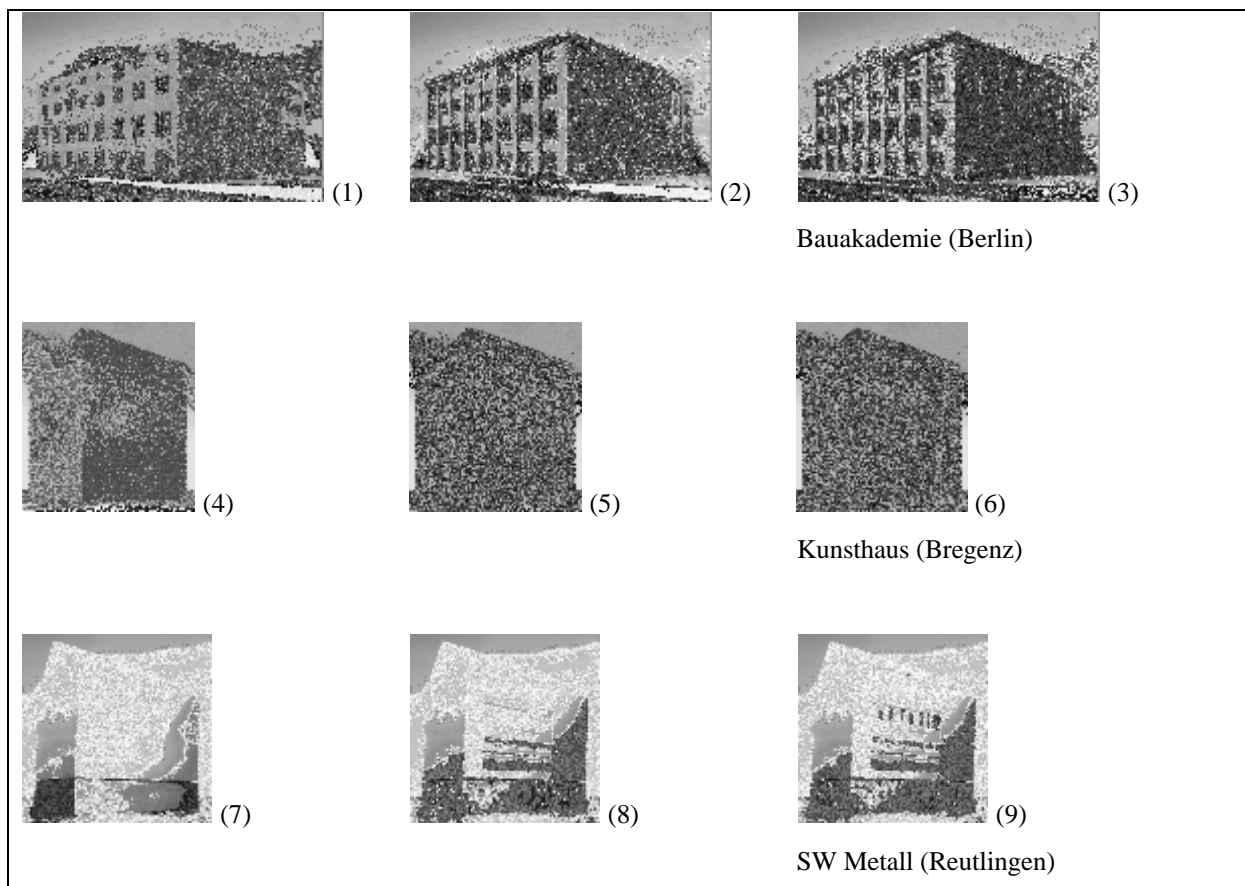 (1) (2) (3)
Bauakademie (Berlin)
(4) (5) (6)
Kunsthaus (Bregenz)
(7) (8) (9)
SW Metall (Reutlingen)